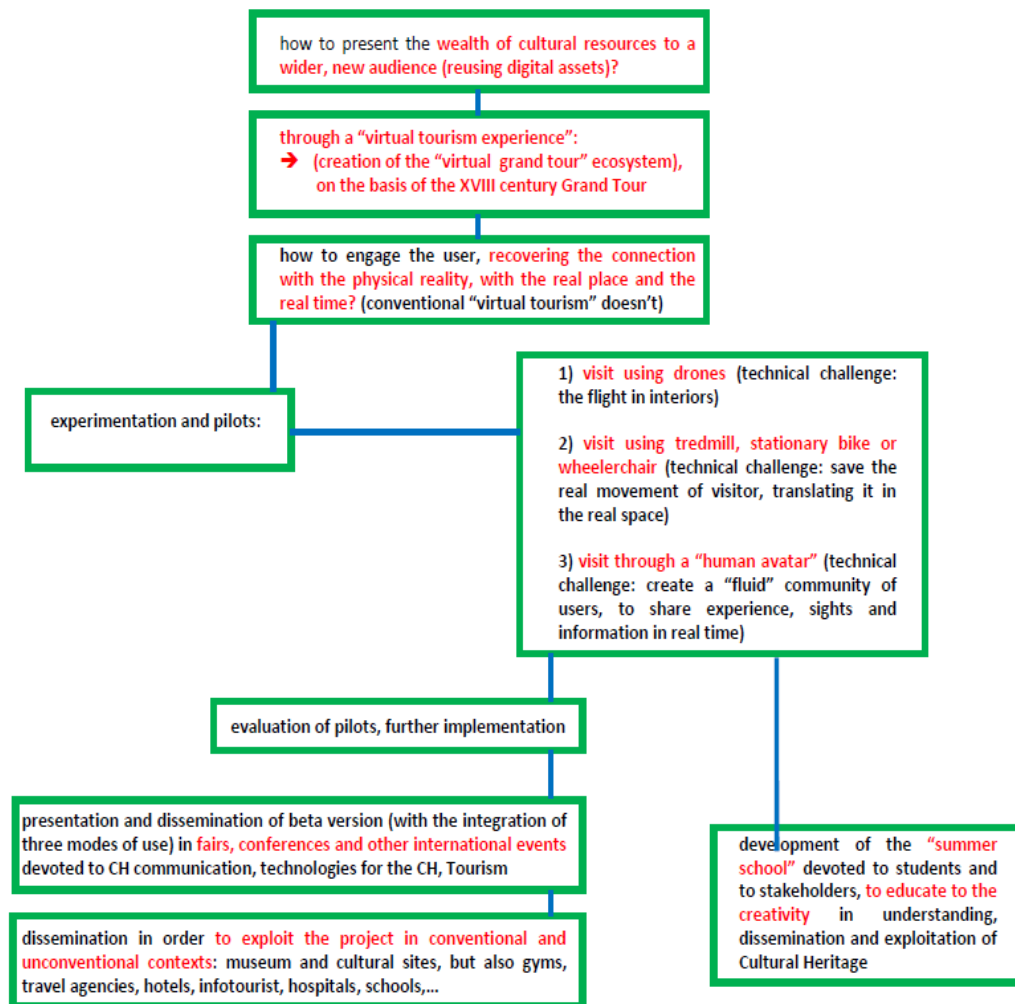 how to present the wealth of cultural resources to a
wider, new audience (reusing digital assets)?
through a “virtual tourism experience”:
➔ (creation of the “virtual grand tour” ecosystem),
on the basis of the XVIII century Grand Tour
how to engage the user, recovering the connection
with the physical reality, with the real place and the
real time? (conventional “virtual tourism” doesn’t)
experimentation and pilots:
1) visit using drones (technical challenge:
the flight in interiors)
2) visit using tredmill, stationary bike or
wheelerchair (technical challenge: save the
real movement of visitor, translating it in
the real space)
3) visit through a “human avatar” (technical
challenge: create a “fluid” community of
users, to share experience, sights and
information in real time)
evaluation of pilots, further implementation
presentation and dissemination of beta version (with the integration of
three modes of use) in fairs, conferences and other international events
devoted to CH communication, technologies for the CH, Tourism
dissemination in order to exploit the project in conventional and
unconventional contexts: museum and cultural sites, but also gyms,
travel agencies, hotels, infotourist, hospitals, schools,...
development of the “summer
school” devoted to students and
to stakeholders, to educate to the
creativity in understanding,
dissemination and exploitation of
Cultural Heritage